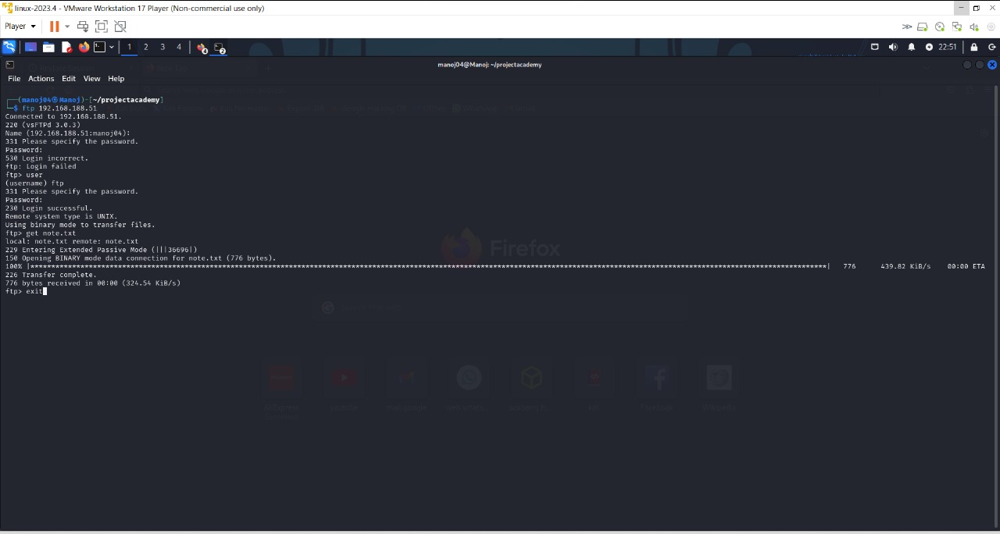 linux-2023.4 - VMware Workstation 17 Player (Non-commercial use only)
Player
1 2 3 4 4 2 22:51
manoj04@Manoj: ~/projectacademy
File Actions Edit View Help
┌──(manoj04㉿Manoj)-[~/projectacademy]
└─$ ftp 192.168.188.51
Connected to 192.168.188.51.
220 (vsFTPd 3.0.3)
Name (192.168.188.51:manoj04):
331 Please specify the password.
Password:
530 Login incorrect.
ftp: Login failed
ftp> user
(username) ftp
331 Please specify the password.
Password:
230 Login successful.
Remote system type is UNIX.
Using binary mode to transfer files.
ftp> get note.txt
local: note.txt remote: note.txt
229 Entering Extended Passive Mode (|||36696|)
150 Opening BINARY mode data connection for note.txt (776 bytes).
100% |***********************************************************************************************************************************************************************************************| 776 439.82 KiB/s 00:00 ETA
226 Transfer complete.
776 bytes received in 00:00 (324.54 KiB/s)
ftp> exit
Firefox
youtube
Facebook
Wikipedia